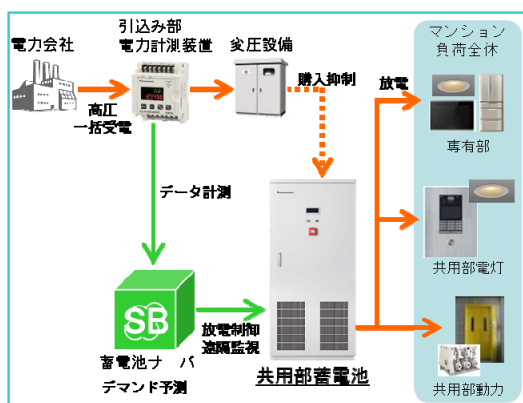 電力会社
引込み部
電力計測装置
変圧設備
マンション
負荷全体
高圧
一括受電
購入抑制
放電
専有部
データ計測
共用部電灯
SB
放電制御
遠隔監視
蓄電池サーバ
デマンド予測
共用部蓄電池
共用部動力